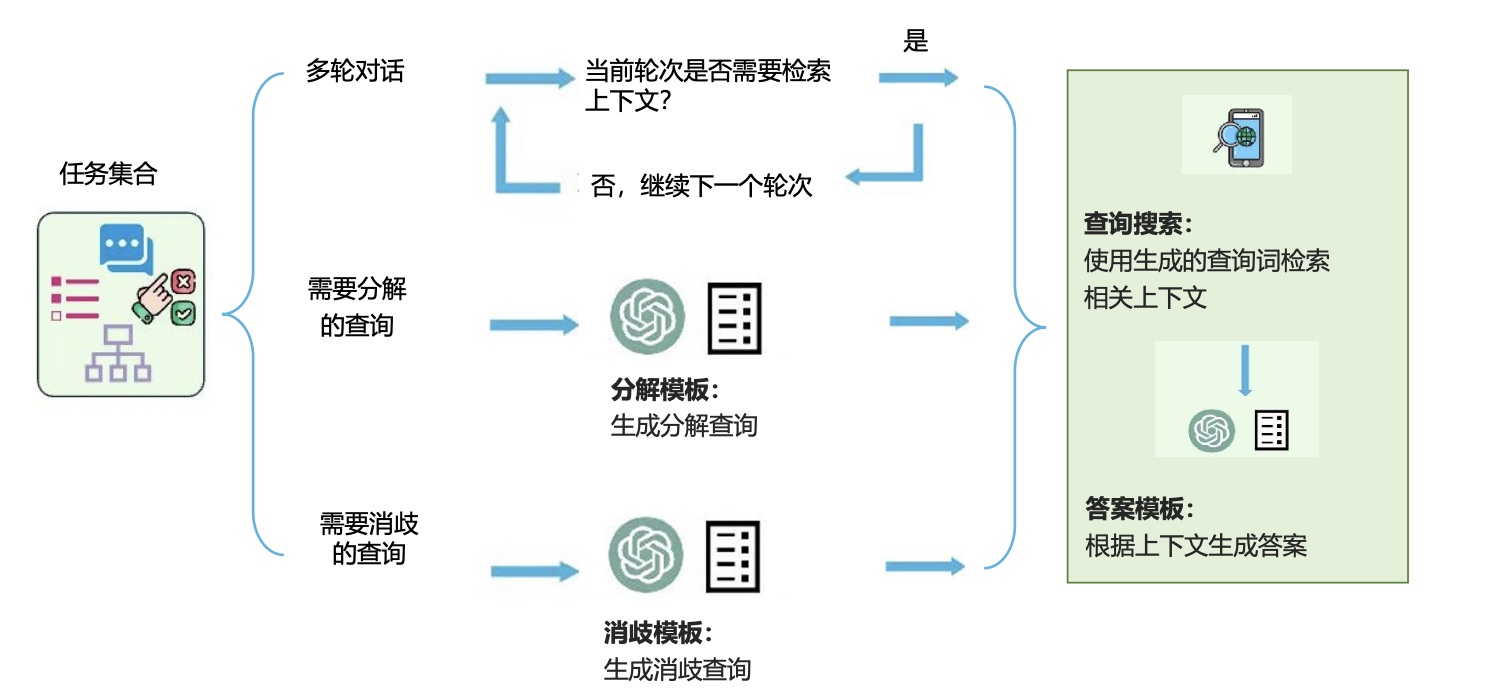 任务集合
多轮对话
当前轮次是否需要检索
上下文？
是
否，继续下一个轮次
需要分解
的查询
分解模板：
生成分解查询
需要消歧
的查询
消歧模板：
生成消歧查询
查询搜索：
使用生成的查询词检索
相关上下文
答案模板：
根据上下文生成答案